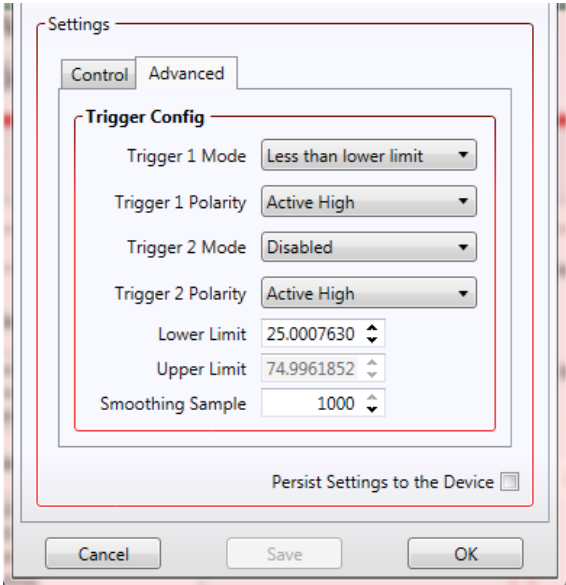 Settings
Control Advanced
Trigger Config
Trigger 1 Mode Less than lower limit
Trigger 1 Polarity Active High
Trigger 2 Mode Disabled
Trigger 2 Polarity Active High
Lower Limit 25.0007630
Upper Limit 74.9961852
Smoothing Sample 1000
Persist Settings to the Device
Cancel Save OK